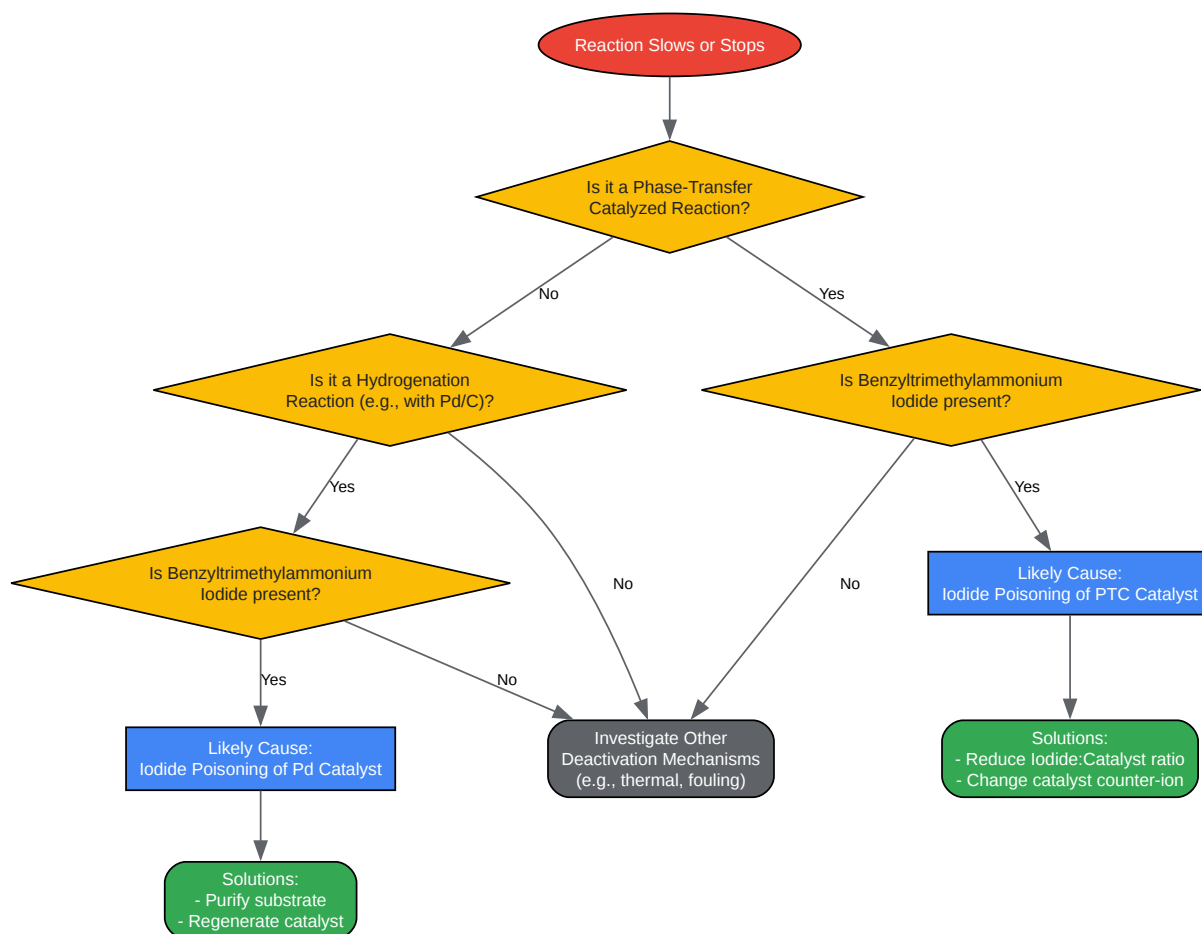 Reaction Slows or Stops
Is it a Phase-Transfer
Catalyzed Reaction?
No
Yes
Is it a Hydrogenation
Reaction (e.g., with Pd/C)?
Is Benzyltrimethylammonium
Iodide present?
Yes
No
No
Yes
Is Benzyltrimethylammonium
Iodide present?
Likely Cause:
Iodide Poisoning of PTC Catalyst
Yes
No
Likely Cause:
Iodide Poisoning of Pd Catalyst
Investigate Other
Deactivation Mechanisms
(e.g., thermal, fouling)
Solutions:
- Reduce Iodide:Catalyst ratio
- Change catalyst counter-ion
Solutions:
- Purify substrate
- Regenerate catalyst